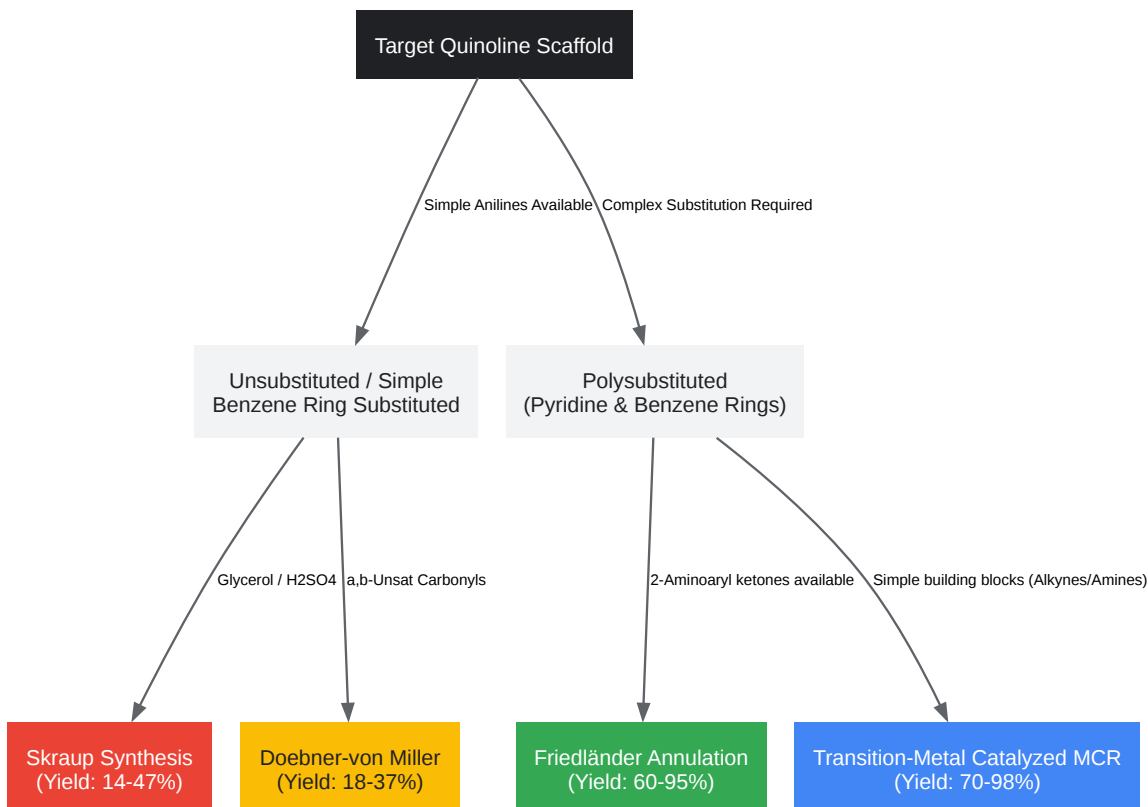 Target Quinoline Scaffold
Simple Anilines Available
Complex Substitution Required
Unsubstituted / Simple
Benzene Ring Substituted
Polysubstituted
(Pyridine & Benzene Rings)
Glycerol / H2SO4
a,b-Unsat Carbonyls
2-Aminoaryl ketones available
Simple building blocks (Alkynes/Amines)
Skraup Synthesis
(Yield: 14-47%)
Doebner-von Miller
(Yield: 18-37%)
Friedländer Annulation
(Yield: 60-95%)
Transition-Metal Catalyzed MCR
(Yield: 70-98%)